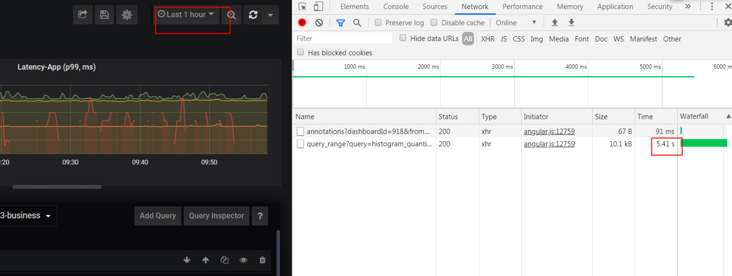 Last 1 hour
Latency-App (p99, ms)
:20 09:30 09:40 09:50
3-business
Add Query Query Inspector ?
Elements Console Sources Network Performance Memory Application Security »
Preserve log Disable cache Online
Filter Hide data URLs All XHR JS CSS Img Media Font Doc WS Manifest Other
Has blocked cookies
1000 ms 2000 ms 3000 ms 4000 ms 5000 ms 6000 m
Name Status Type Initiator Size Time Waterfall
annotations?dashboardId=918&from... 200 xhr angular.js:12759 67 B 91 ms
query_range?query=histogram_quanti... 200 xhr angular.js:12759 10.1 kB 5.41 s